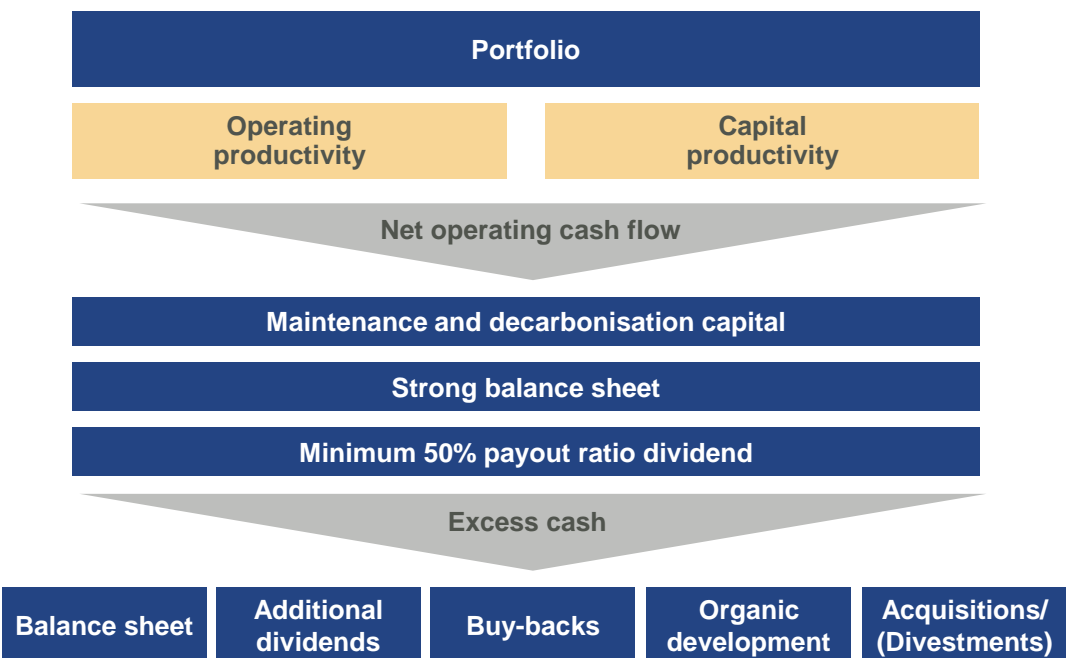 Portfolio
Operating
productivity
Capital
productivity
Net operating cash flow
Maintenance and decarbonisation capital
Strong balance sheet
Minimum 50% payout ratio dividend
Excess cash
Balance sheet
Additional
dividends
Buy-backs
Organic
development
Acquisitions/
(Divestments)